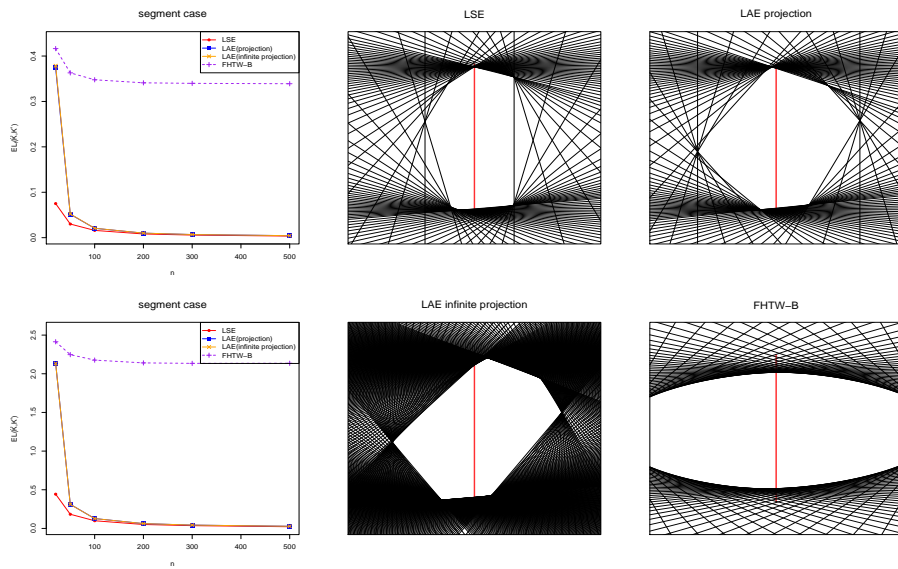 segment case
LSE
LAE projection
LSE
LAE(projection)
LAE(infinite projection)
FHTW−B
0.0 0.1 0.2 0.3 0.4
100 200 300 400 500
n
segment case
LAE infinite projection
FHTW−B
LSE
LAE(projection)
LAE(infinite projection)
FHTW−B
0.0 0.5 1.0 1.5 2.0 2.5
100 200 300 400 500
n